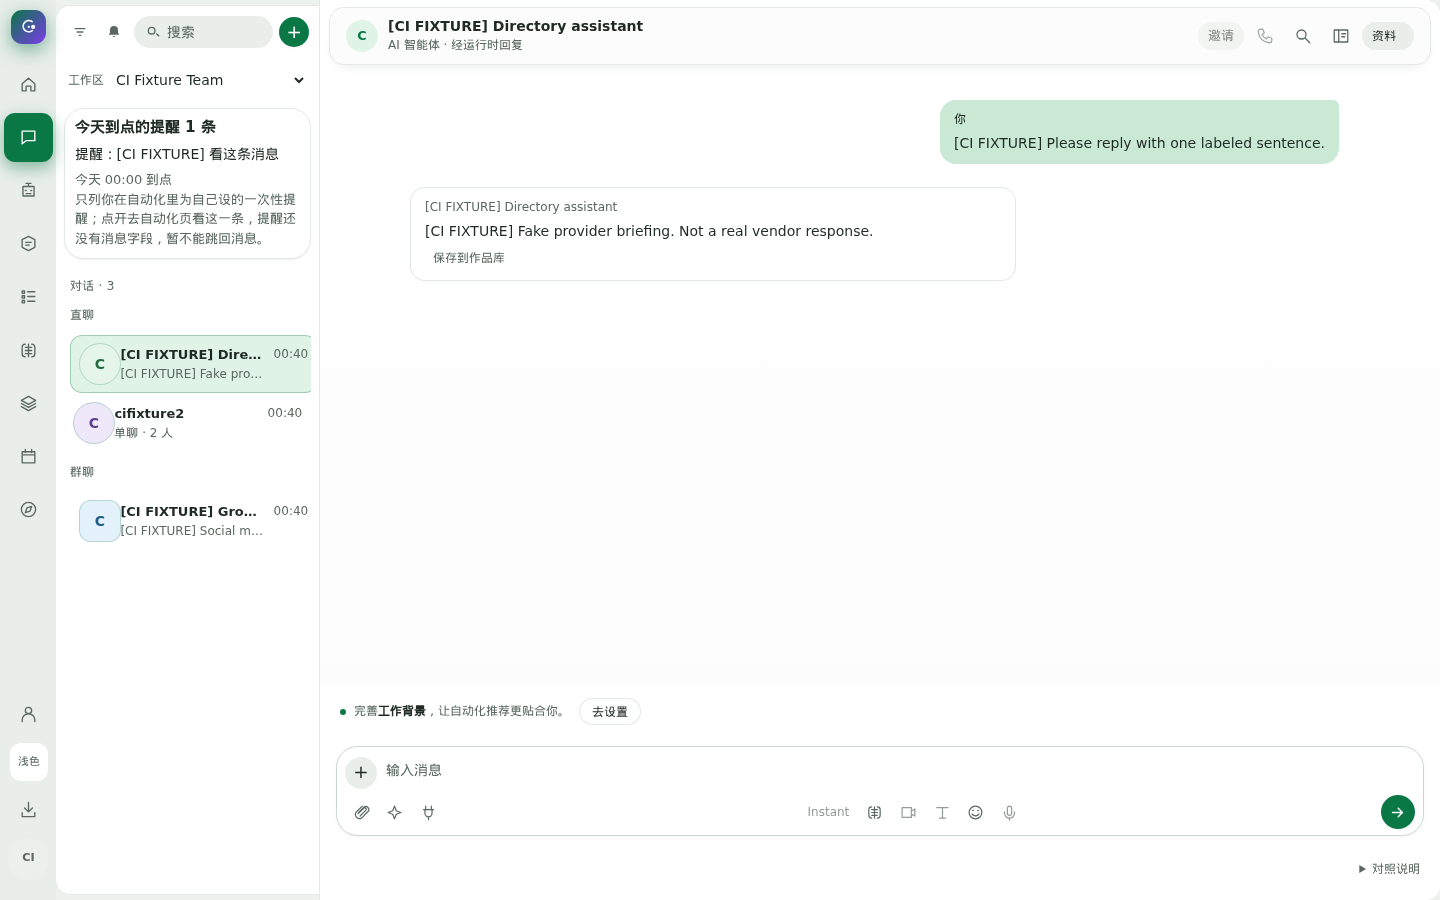 搜索
工作区 CI Fixture Team
今天到点的提醒 1 条
提醒：[CI FIXTURE] 看这条消息
今天 00:00 到点
只列你在自动化里为自己设的一次性提
醒；点开去自动化页看这一条，提醒还
没有消息字段，暂不能跳回消息。
对话 · 3
直聊
C
[CI FIXTURE] Dire… 00:40
[CI FIXTURE] Fake pro…
C
cifixture2 00:40
单聊 · 2 人
群聊
C
[CI FIXTURE] Gro… 00:40
[CI FIXTURE] Social m…
浅色
CI
C
[CI FIXTURE] Directory assistant
AI 智能体 · 经运行时回复
邀请
资料
你
[CI FIXTURE] Please reply with one labeled sentence.
[CI FIXTURE] Directory assistant
[CI FIXTURE] Fake provider briefing. Not a real vendor response.
保存到作品库
完善工作背景，让自动化推荐更贴合你。 去设置
输入消息
Instant
对照说明